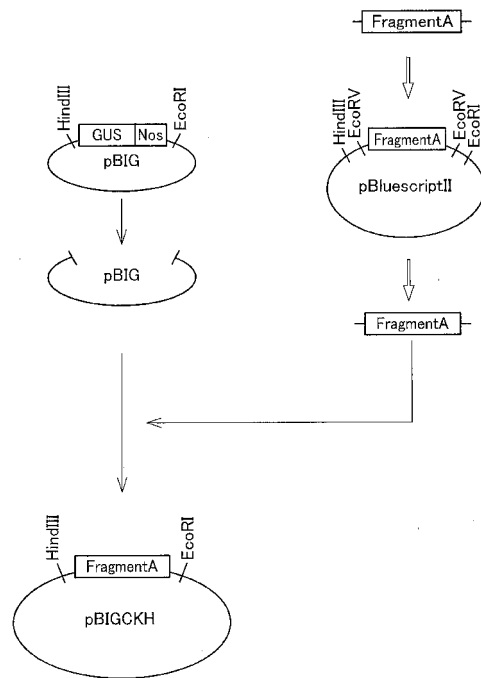 FragmentA
HindIII
EcoRI
GUS
Nos
pBIG
HindIII
EcoRV
EcoRV
EcoRI
FragmentA
pBluescriptII
pBIG
FragmentA
HindIII
EcoRI
FragmentA
pBIGCKH